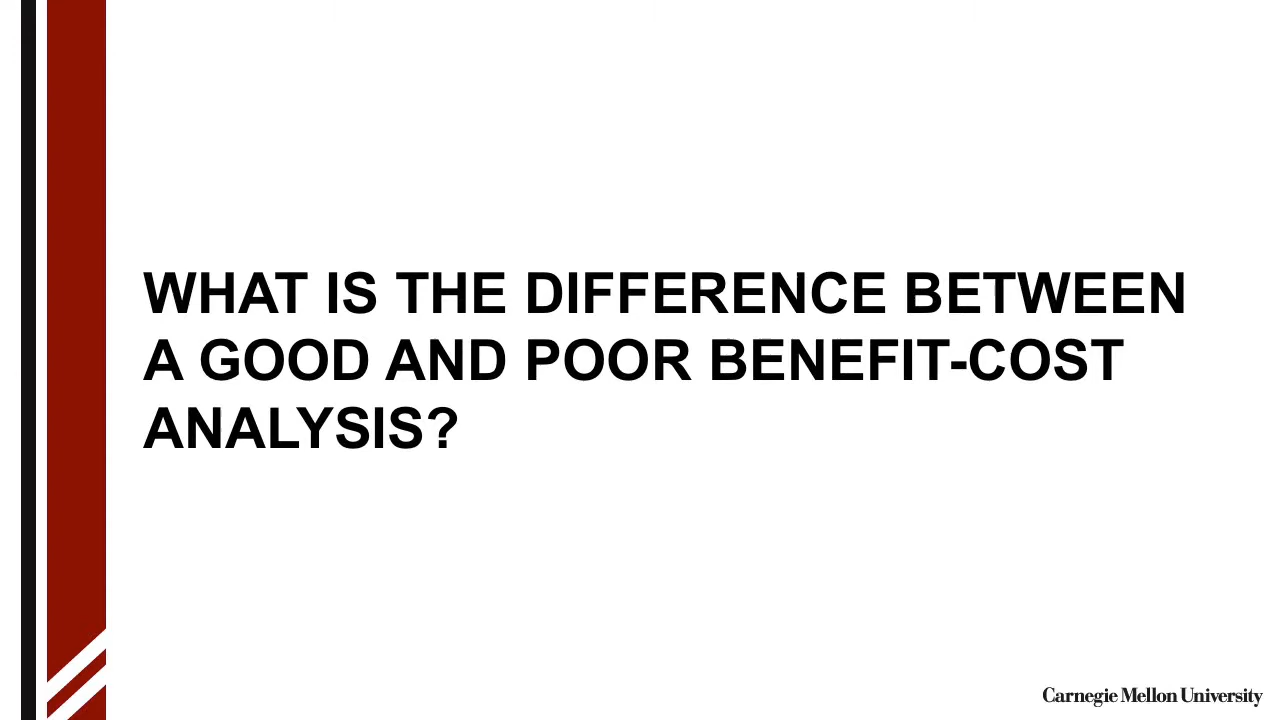 WHAT IS THE DIFFERENCE BETWEEN
A GOOD AND POOR BENEFIT-COST
ANALYSIS?
Carnegie Mellon University